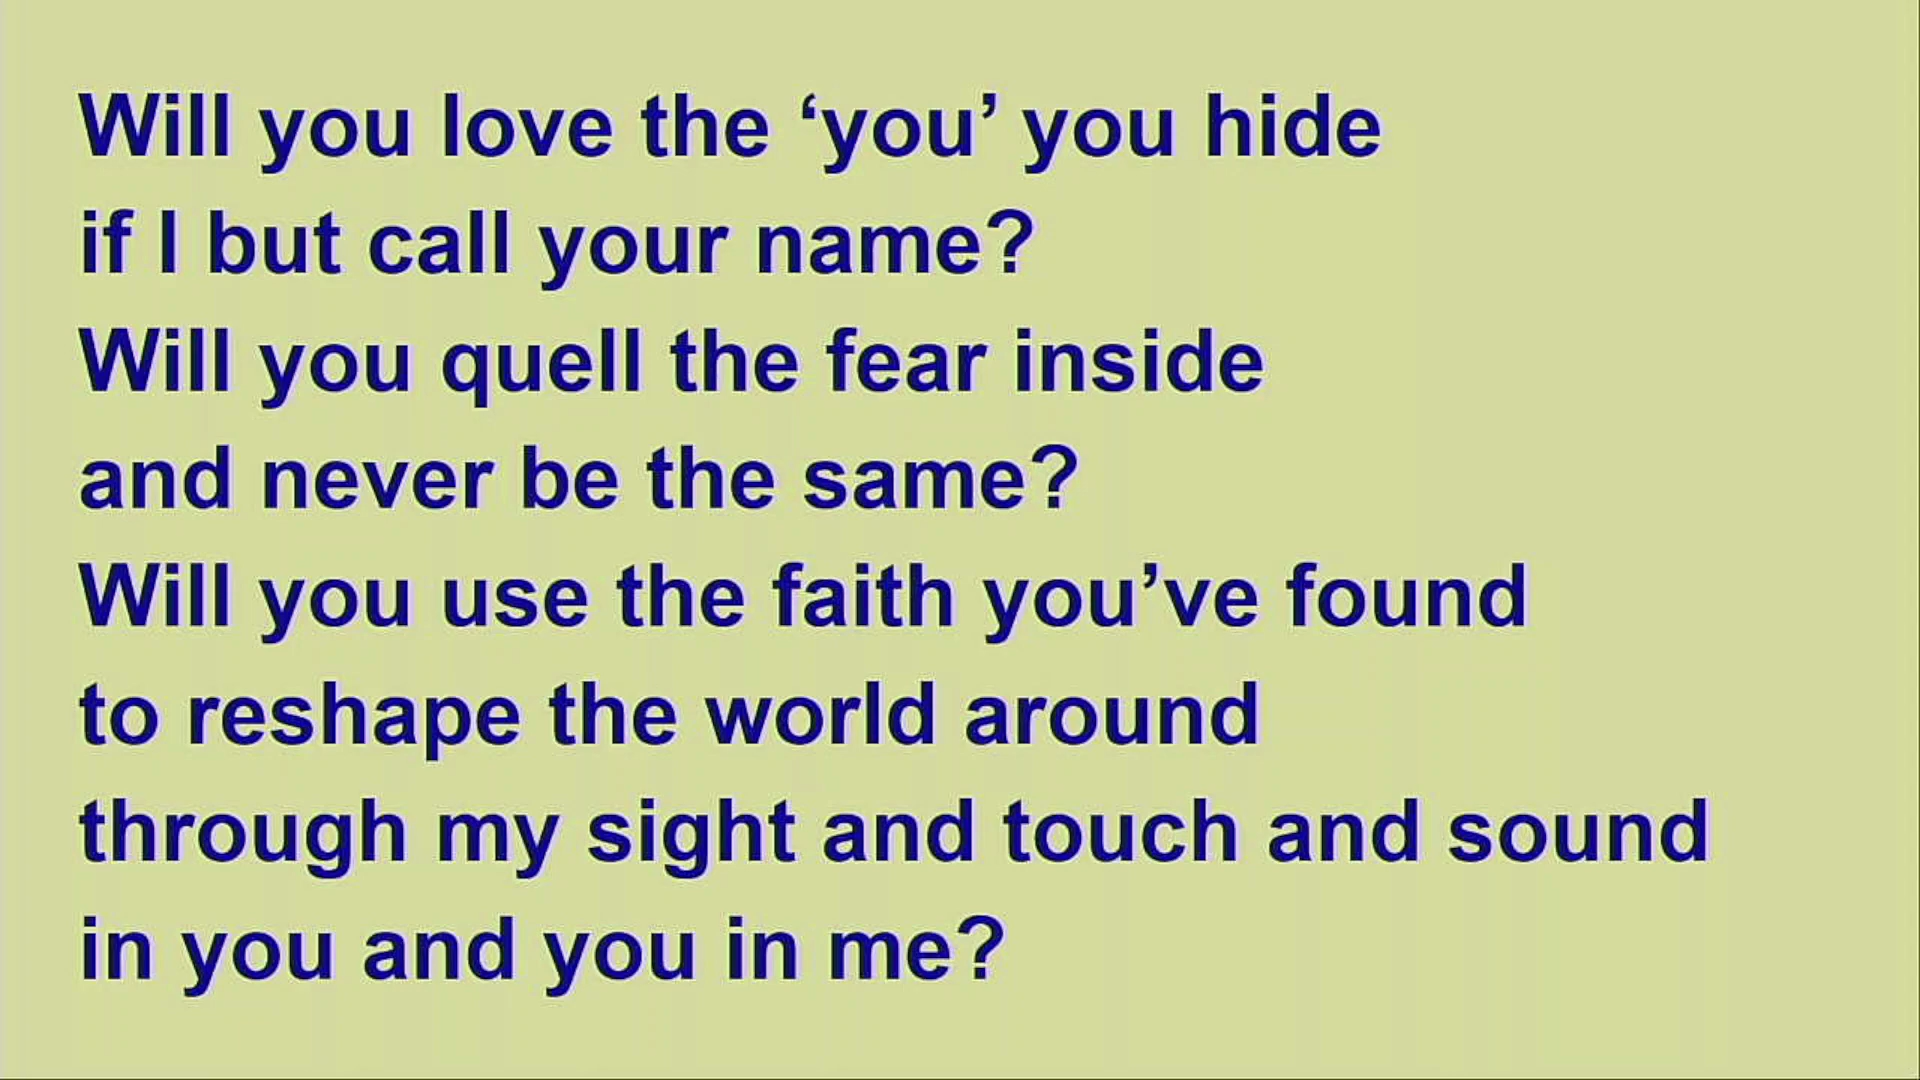 Will you love the ‘you’ you hide
if I but call your name?
Will you quell the fear inside
and never be the same?
Will you use the faith you’ve found
to reshape the world around
through my sight and touch and sound
in you and you in me?